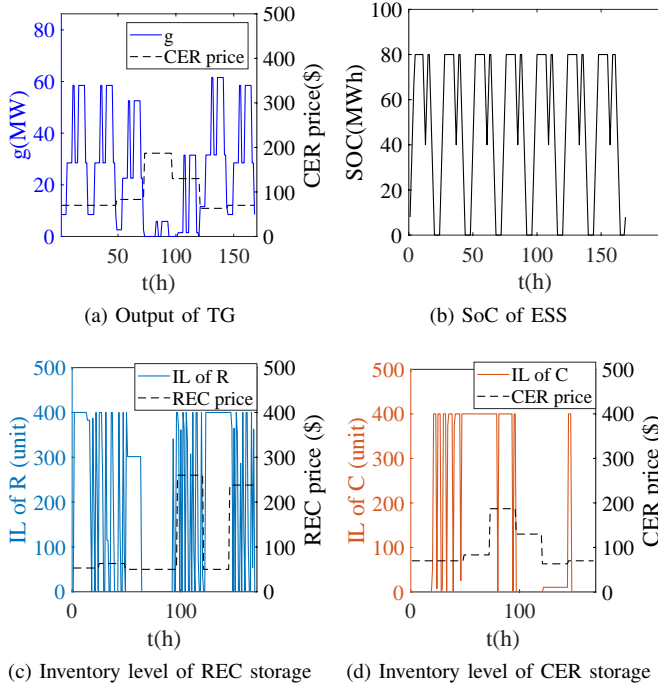 80
60
40
20
0
g(MW)
g
CER price
500
400
300
200
100
0
CER price($)
50 100 150
t(h)
(a) Output of TG
100
80
60
40
20
0
SOC(MWh)
0 50 100 150
t(h)
(b) SoC of ESS
500
400
300
200
100
0
IL of R (unit)
IL of R
REC price
500
400
300
200
100
0
REC price ($)
0 100
t(h)
(c) Inventory level of REC storage
500
400
300
200
100
0
IL of C (unit)
IL of C
CER price
500
400
300
200
100
0
CER price ($)
0 100
t(h)
(d) Inventory level of CER storage